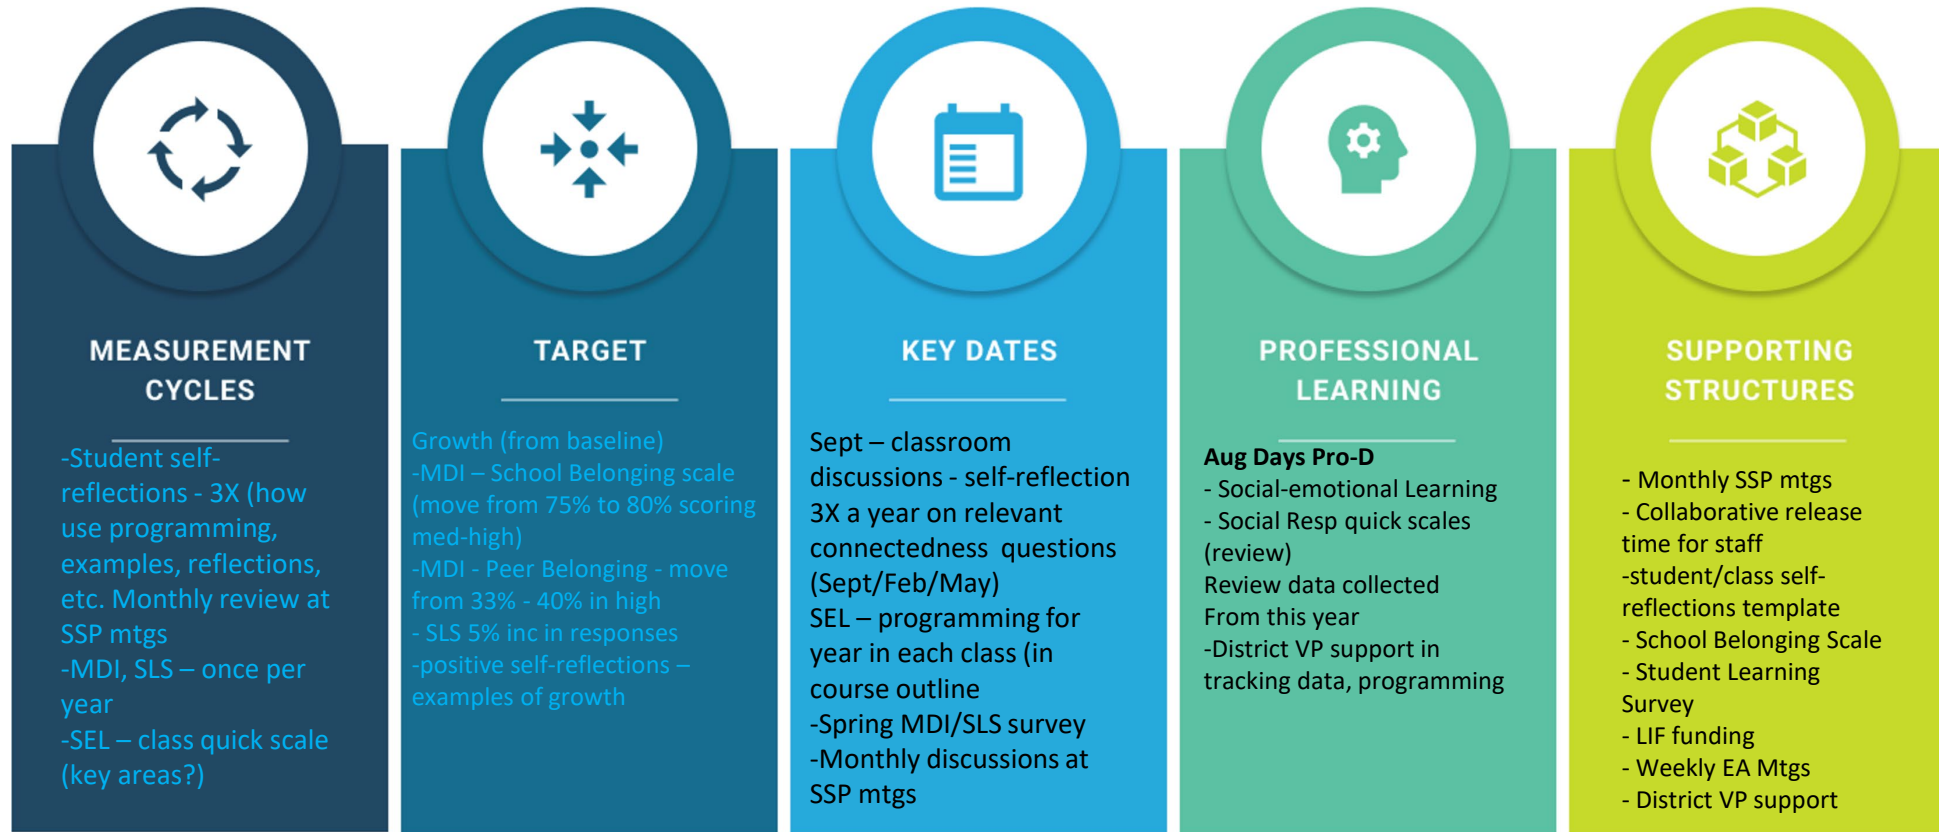 MEASUREMENT
CYCLES
-Student self-
reflections - 3X (how
use programming,
examples, reflections,
etc. Monthly review at
SSP mtgs
-MDI, SLS – once per
year
-SEL – class quick scale
(key areas?)
TARGET
Growth (from baseline)
-MDI – School Belonging scale
(move from 75% to 80% scoring
med-high)
-MDI - Peer Belonging - move
from 33% - 40% in high
- SLS 5% inc in responses
-positive self-reflections –
examples of growth
KEY DATES
Sept – classroom
discussions - self-reflection
3X a year on relevant
connectedness questions
(Sept/Feb/May)
SEL – programming for
year in each class (in
course outline
-Spring MDI/SLS survey
-Monthly discussions at
SSP mtgs
PROFESSIONAL
LEARNING
Aug Days Pro-D
- Social-emotional Learning
- Social Resp quick scales
(review)
Review data collected
From this year
-District VP support in
tracking data, programming
SUPPORTING
STRUCTURES
- Monthly SSP mtgs
- Collaborative release
time for staff
-student/class self-
reflections template
- School Belonging Scale
- Student Learning
Survey
- LIF funding
- Weekly EA Mtgs
- District VP support